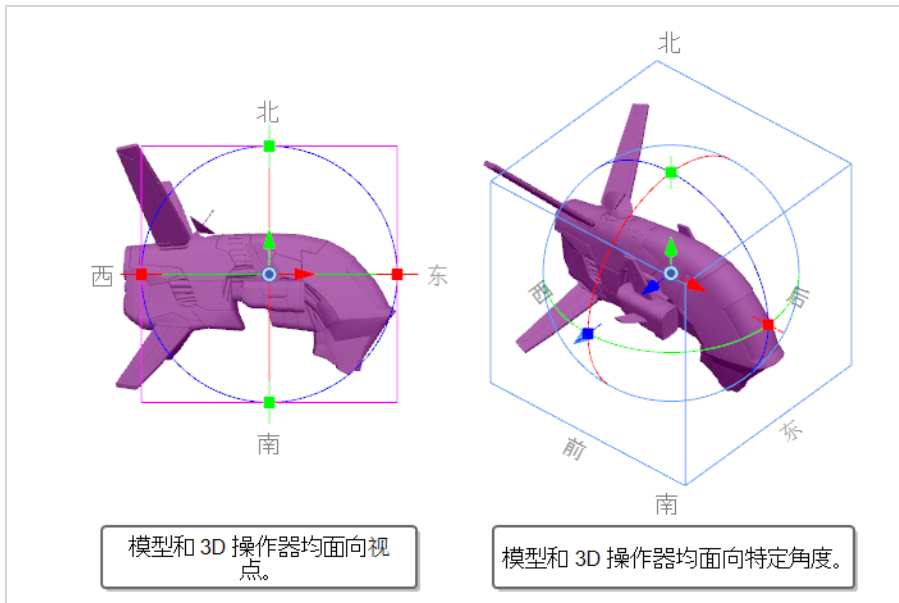 北
北
西
东
西
后
南
前
东
南
模型和 3D 操作器均面向视
点。
模型和 3D 操作器均面向特定角度。